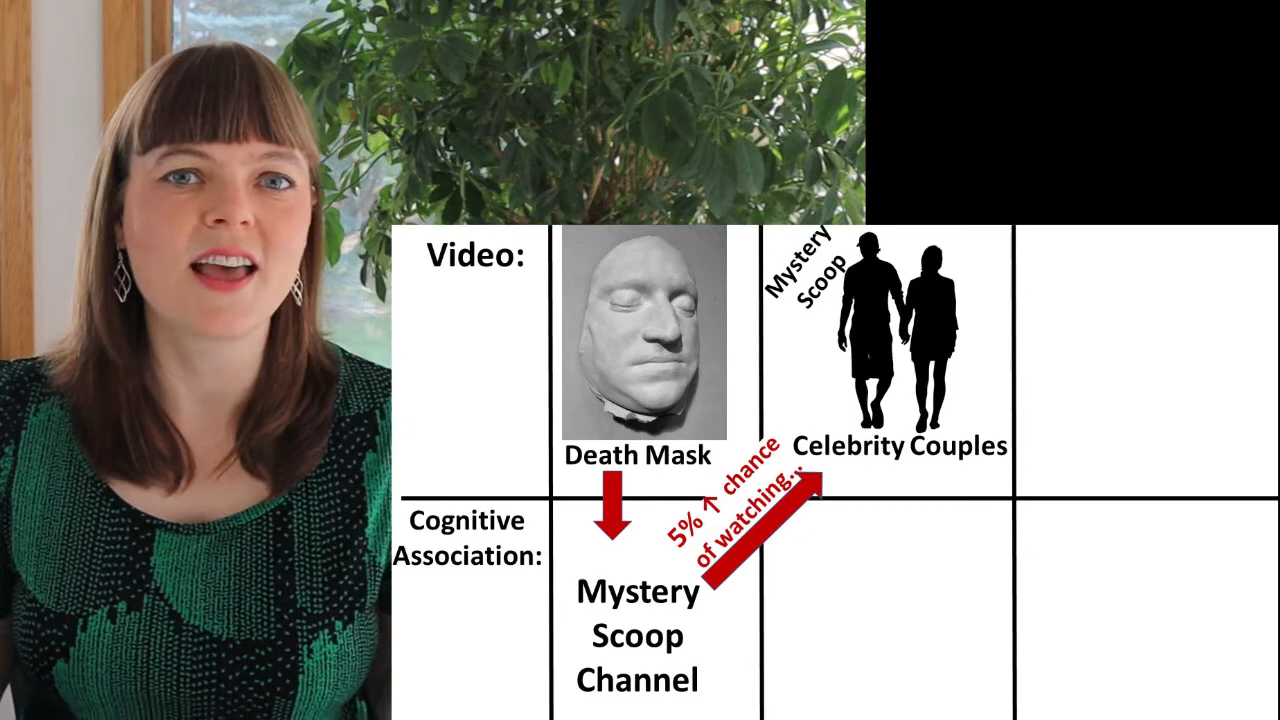 Video:
Mystery
Scoop
Death Mask
Celebrity Couples
5% ↑ chance
of watching...
Cognitive
Association:
Mystery
Scoop
Channel